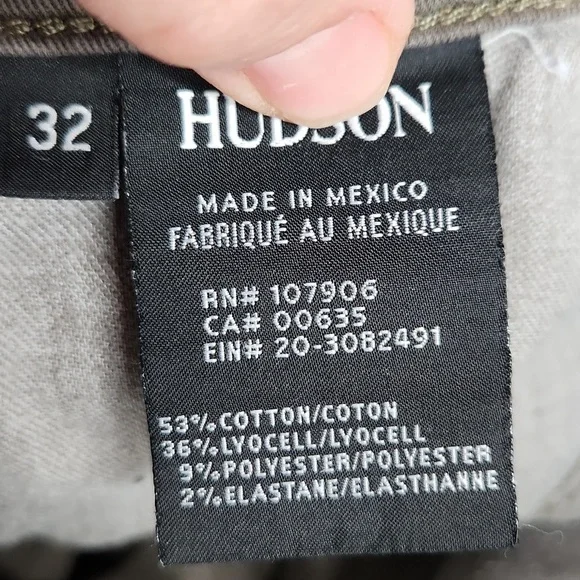 32
HUDSON
MADE IN MEXICO
FABRIQUÉ AU MEXIQUE
RN# 107906
CA# 00635
EIN# 20-3082491
53% COTTON/COTON
36% LYOCELL/LYOCELL
9% POLYESTER/POLYESTER
2% ELASTANE/ELASTHANNE